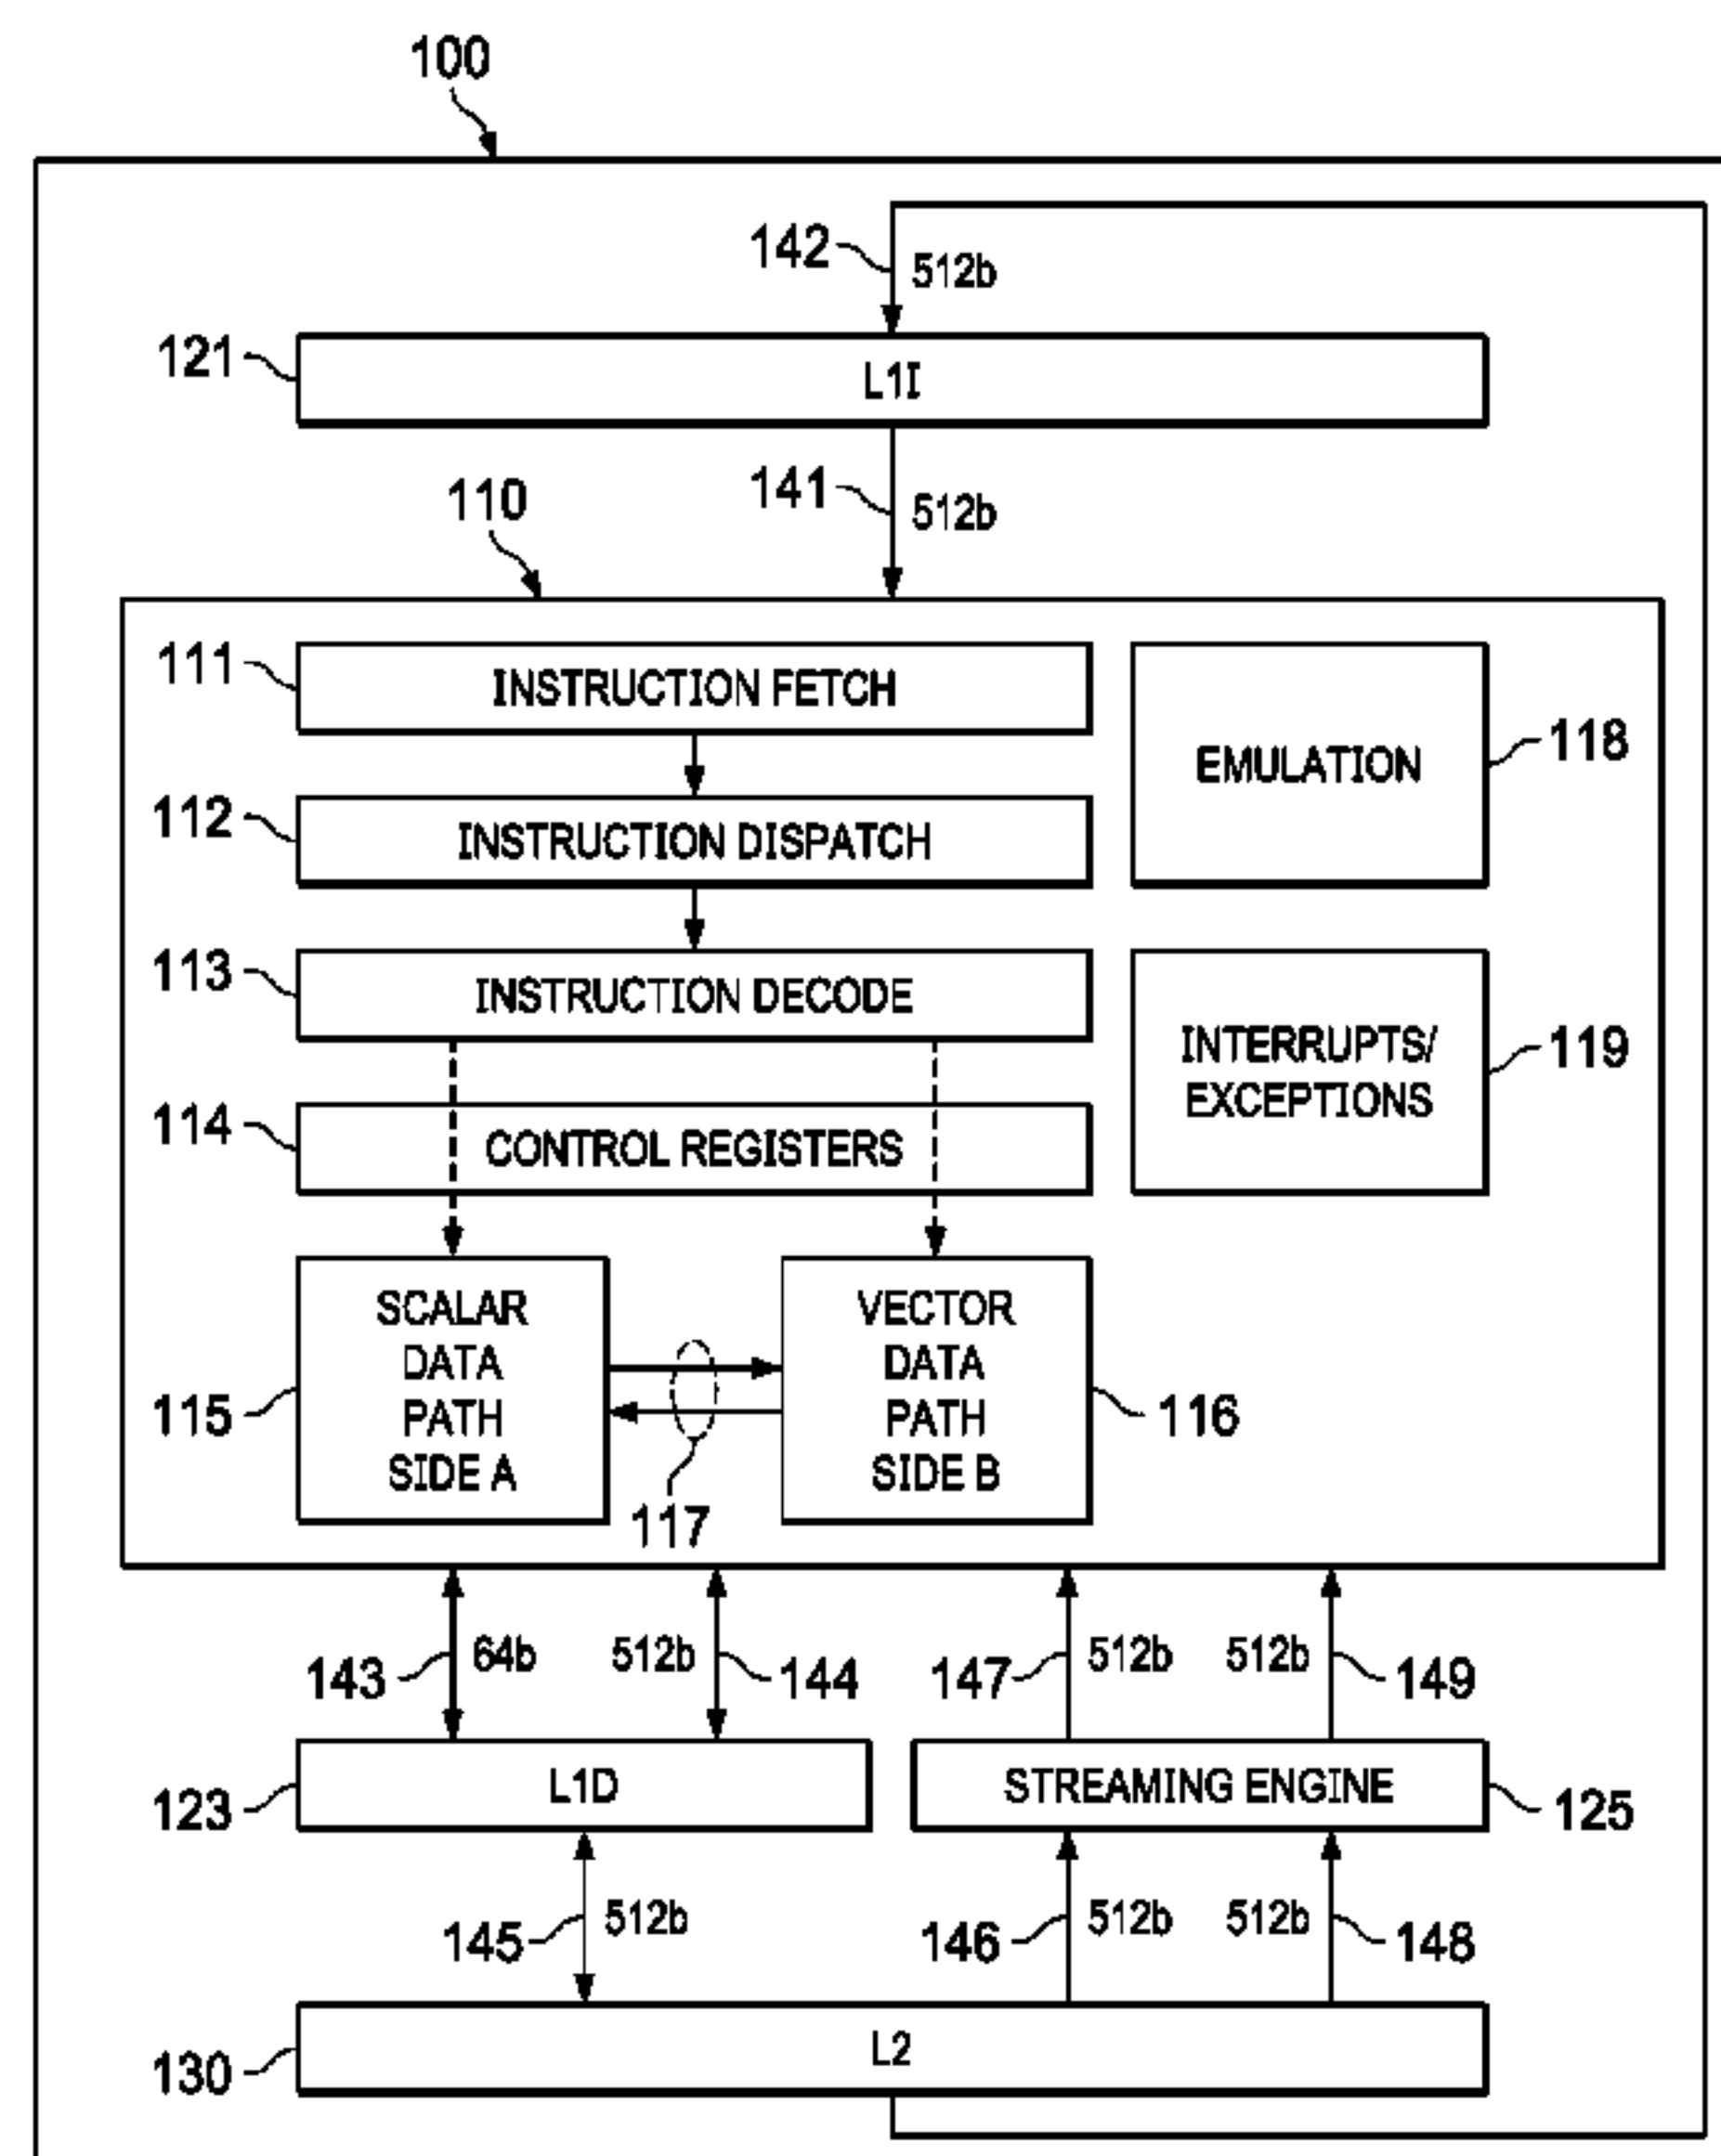 100
142
512b
121
L1I
141
512b
110
111
INSTRUCTION FETCH
EMULATION
118
112
INSTRUCTION DISPATCH
113
INSTRUCTION DECODE
INTERRUPTS/
EXCEPTIONS
119
114
CONTROL REGISTERS
SCALAR
DATA
PATH
SIDE A
115
VECTOR
DATA
PATH
SIDE B
116
117
143
64b
512b
144
147
512b
512b
149
123
L1D
STREAMING ENGINE
125
145
512b
146
512b
512b
148
130
L2